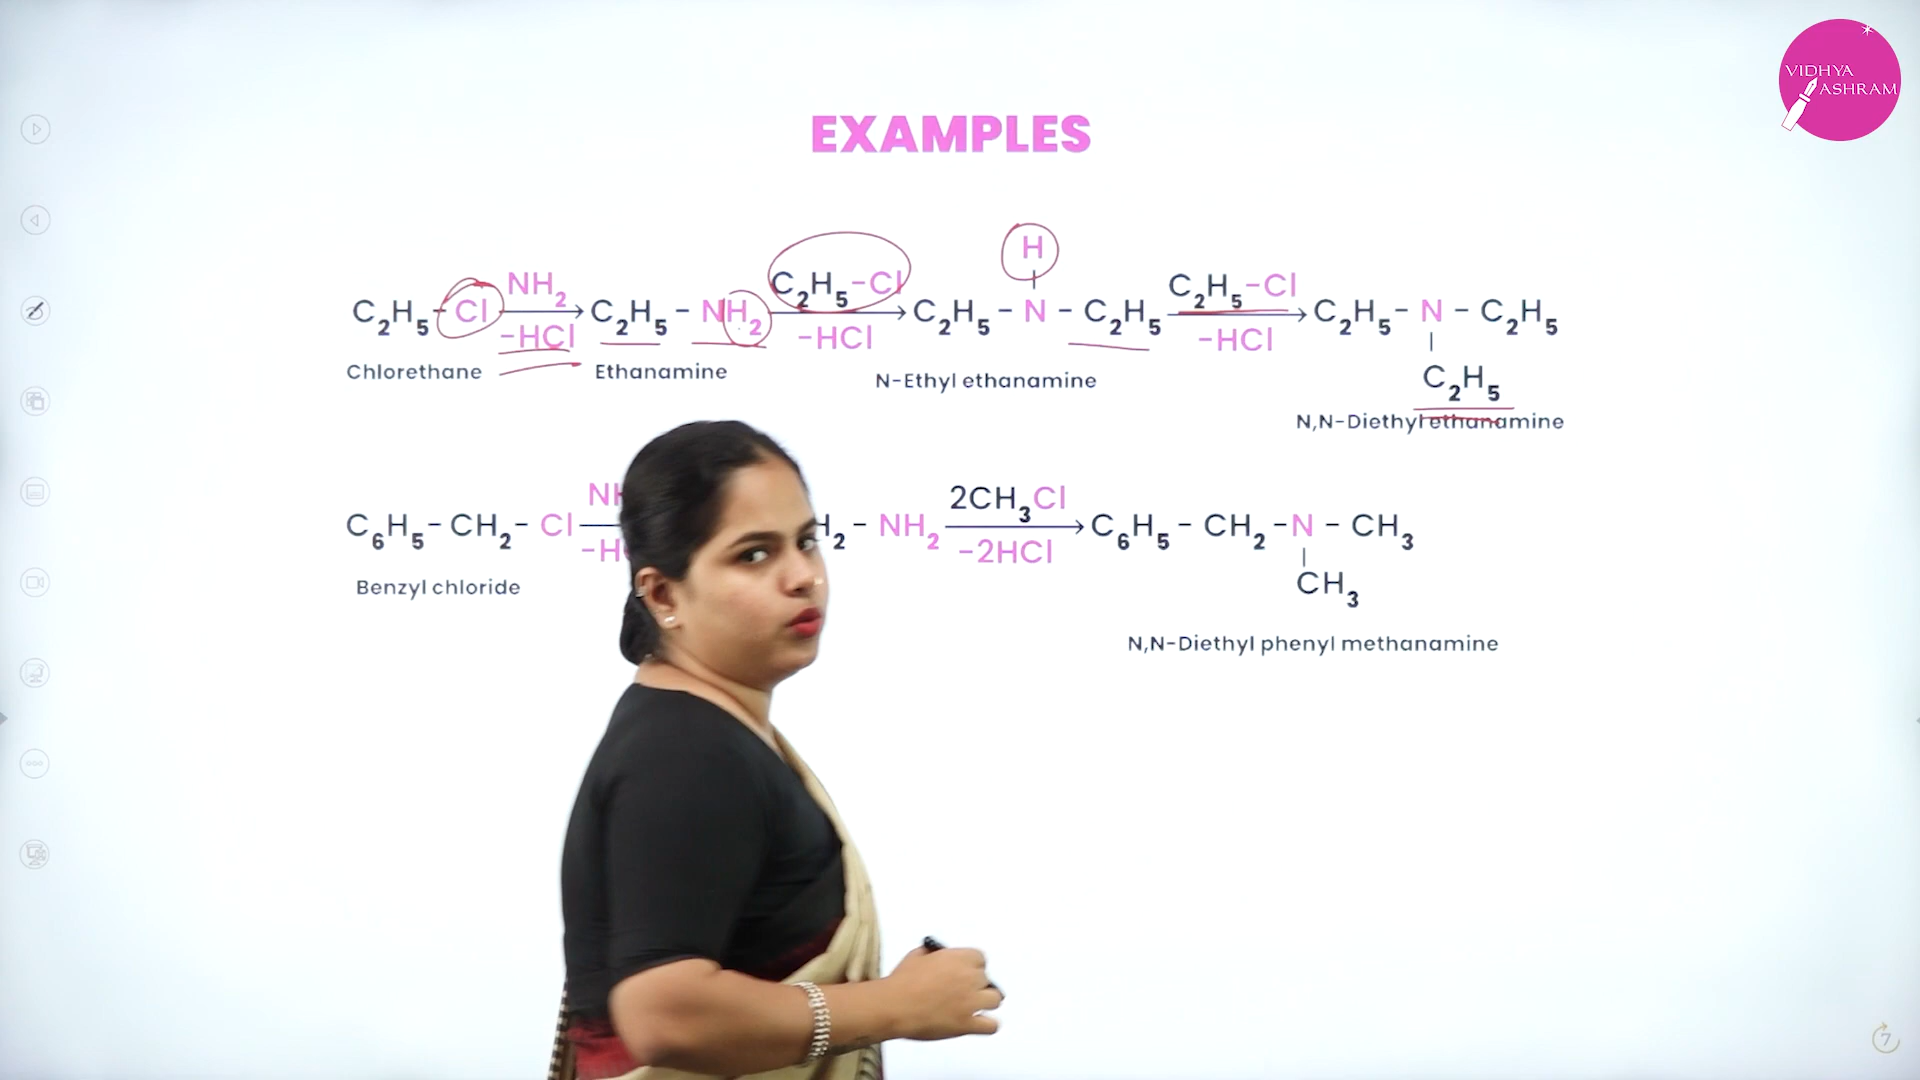 VIDHYA
ASHRAM
EXAMPLES
C₂H₅ - Cl NH₂ -HCl C₂H₅ - NH₂ C₂H₅-Cl -HCl C₂H₅ - N - C₂H₅ H C₂H₅-Cl -HCl C₂H₅ - N - C₂H₅ C₂H₅
Chlorethane Ethanamine N-Ethyl ethanamine N,N-Diethyl ethanamine
C₆H₅ - CH₂ - Cl - NH₂ 2CH₃Cl -2HCl C₆H₅ - CH₂ - N - CH₃ CH₃
Benzyl chloride N,N-Diethyl phenyl methanamine
7